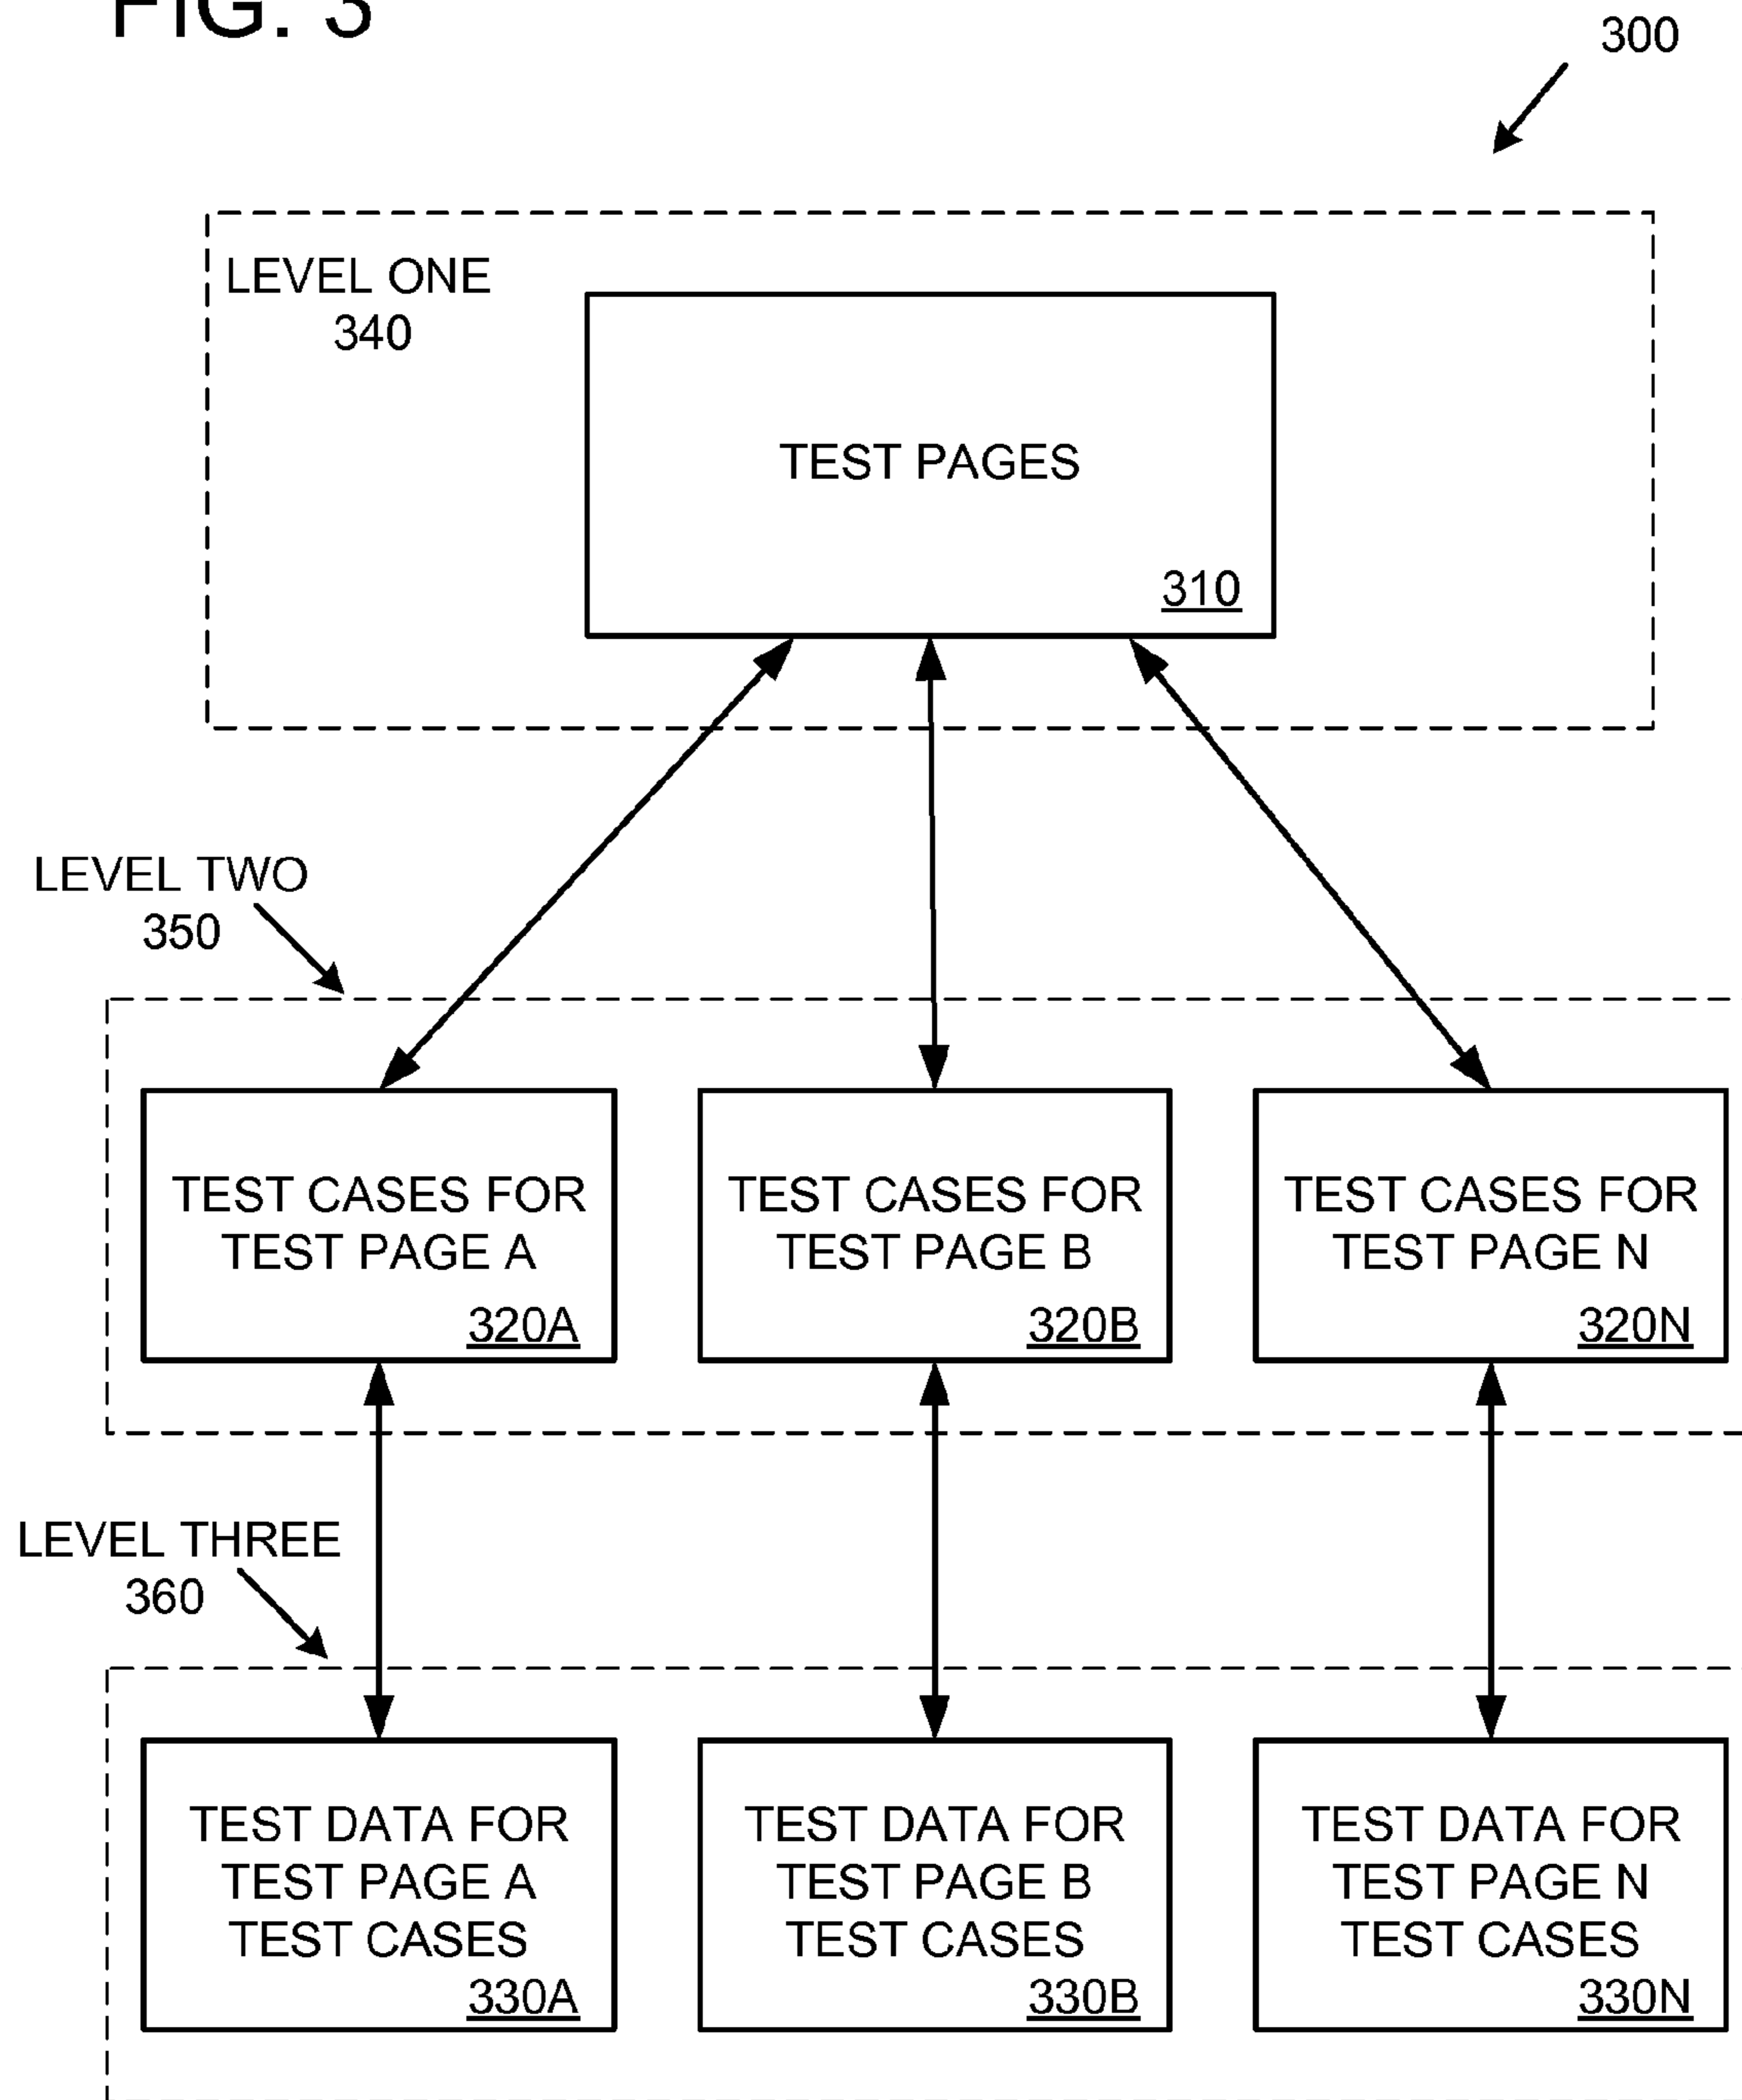 FIG. 3
300
LEVEL ONE
340
TEST PAGES
310
LEVEL TWO
350
TEST CASES FOR
TEST PAGE A
320A
TEST CASES FOR
TEST PAGE B
320B
TEST CASES FOR
TEST PAGE N
320N
LEVEL THREE
360
TEST DATA FOR
TEST PAGE A
TEST CASES
330A
TEST DATA FOR
TEST PAGE B
TEST CASES
330B
TEST DATA FOR
TEST PAGE N
TEST CASES
330N